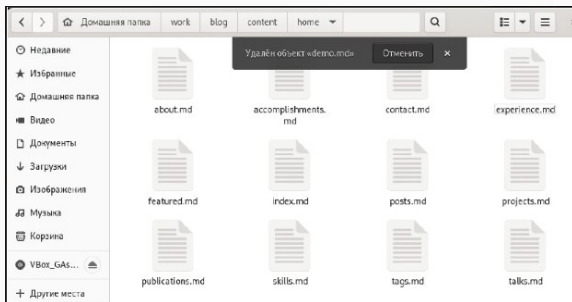 Домашняя папка work blog content home
Недавние
Избранные
Домашняя папка
Видео
Документы
Загрузки
Изображения
Музыка
Корзина
VBox_GAs...
+ Другие места
Удалён объект «demo.md» Отменить ×
about.md accomplishments.md contact.md experience.md
featured.md index.md posts.md projects.md
publications.md skills.md tags.md talks.md